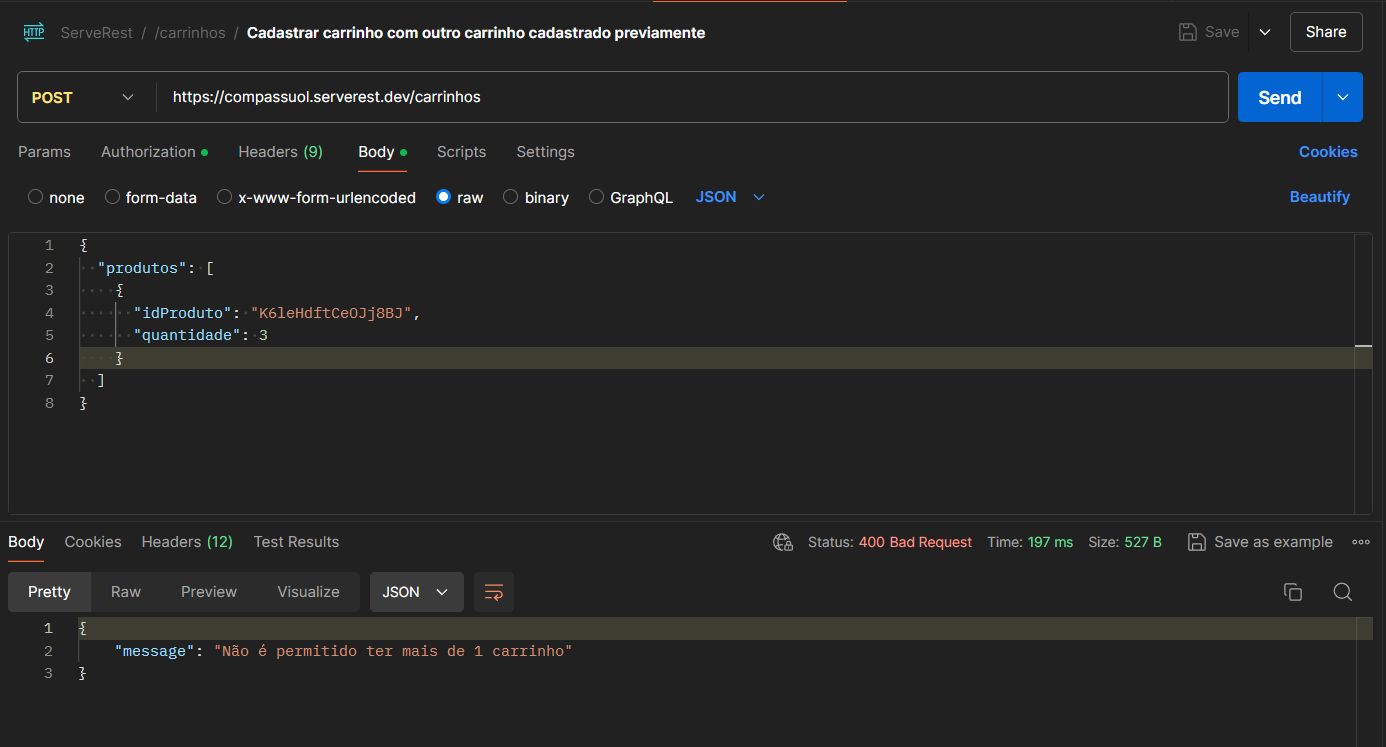 HTTP ServeRest / /carrinhos / Cadastrar carrinho com outro carrinho cadastrado previamente Save Share
POST https://compassuol.serverest.dev/carrinhos Send
Params Authorization Headers (9) Body Scripts Settings Cookies
none form-data x-www-form-urlencoded raw binary GraphQL JSON Beautify
1 {
2 "produtos": [
3 {
4 "idProduto": "K6leHdftCeOJj8BJ",
5 "quantidade": 3
6 }
7 ]
8 }
Body Cookies Headers (12) Test Results Status: 400 Bad Request Time: 197 ms Size: 527 B Save as example
Pretty Raw Preview Visualize JSON
1 {
2 "message": "Não é permitido ter mais de 1 carrinho"
3 }